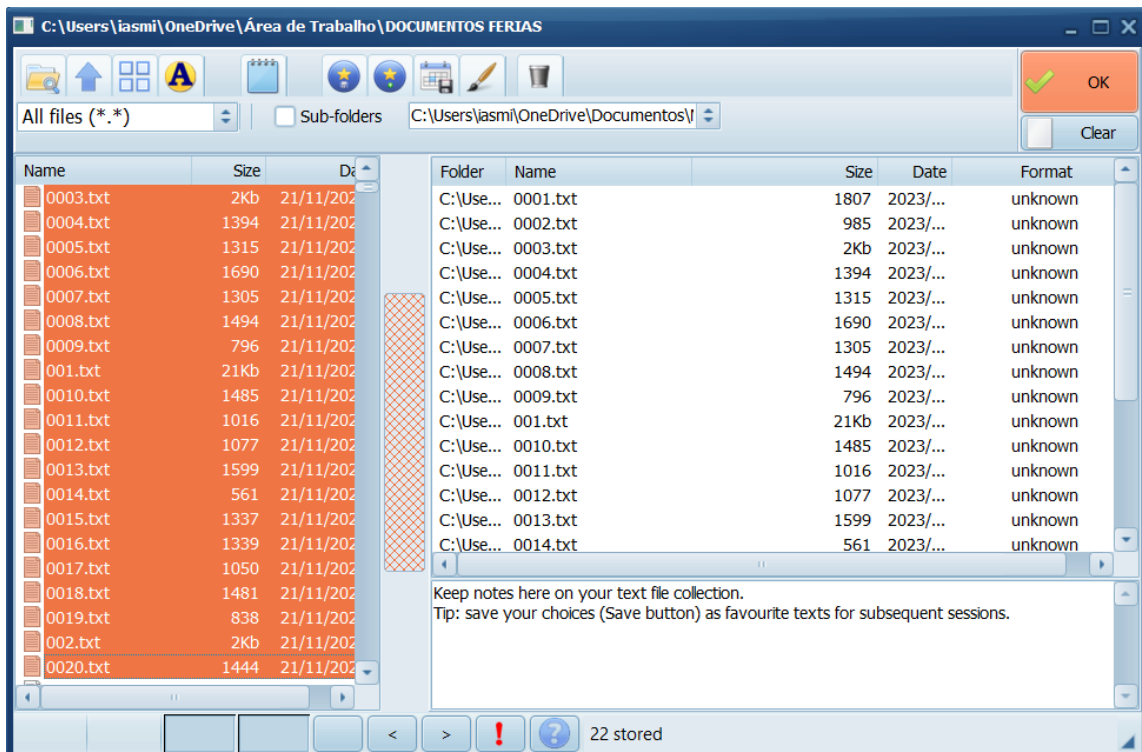 C:\Users\iasmi\OneDrive\Área de Trabalho\DOCUMENTOS FERIAS
A
OK
All files (*.*)
Sub-folders
C:\Users\iasmi\OneDrive\Documentos\
Clear
Name Size Da
0003.txt 2Kb 21/11/202
0004.txt 1394 21/11/202
0005.txt 1315 21/11/202
0006.txt 1690 21/11/202
0007.txt 1305 21/11/202
0008.txt 1494 21/11/202
0009.txt 796 21/11/202
001.txt 21Kb 21/11/202
0010.txt 1485 21/11/202
0011.txt 1016 21/11/202
0012.txt 1077 21/11/202
0013.txt 1599 21/11/202
0014.txt 561 21/11/202
0015.txt 1337 21/11/202
0016.txt 1339 21/11/202
0017.txt 1050 21/11/202
0018.txt 1481 21/11/202
0019.txt 838 21/11/202
002.txt 2Kb 21/11/202
0020.txt 1444 21/11/202
Folder Name Size Date Format
C:\Use... 0001.txt 1807 2023/... unknown
C:\Use... 0002.txt 985 2023/... unknown
C:\Use... 0003.txt 2Kb 2023/... unknown
C:\Use... 0004.txt 1394 2023/... unknown
C:\Use... 0005.txt 1315 2023/... unknown
C:\Use... 0006.txt 1690 2023/... unknown
C:\Use... 0007.txt 1305 2023/... unknown
C:\Use... 0008.txt 1494 2023/... unknown
C:\Use... 0009.txt 796 2023/... unknown
C:\Use... 001.txt 21Kb 2023/... unknown
C:\Use... 0010.txt 1485 2023/... unknown
C:\Use... 0011.txt 1016 2023/... unknown
C:\Use... 0012.txt 1077 2023/... unknown
C:\Use... 0013.txt 1599 2023/... unknown
C:\Use... 0014.txt 561 2023/... unknown
Keep notes here on your text file collection.
Tip: save your choices (Save button) as favourite texts for subsequent sessions.
< > ! ? 22 stored